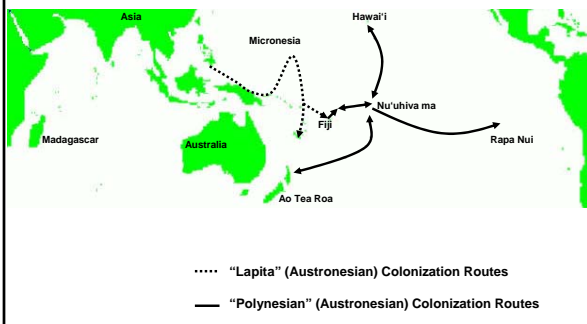 Asia
Hawai‘i
Micronesia
Nu‘uhiva ma
Fiji
Madagascar
Australia
Rapa Nui
Ao Tea Roa
“Lapita” (Austronesian) Colonization Routes
“Polynesian” (Austronesian) Colonization Routes